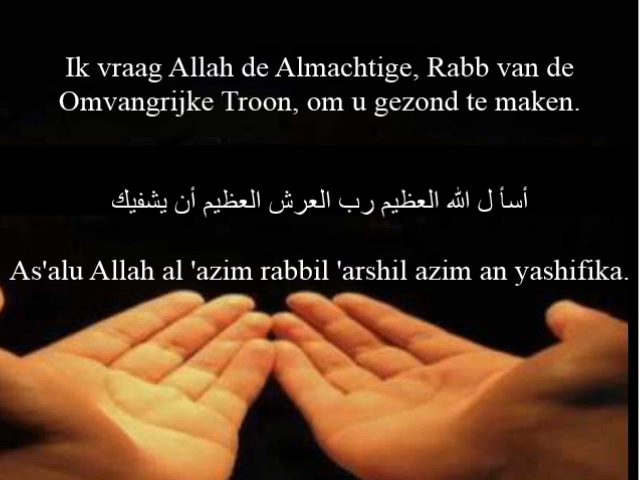 Ik vraag Allah de Almachtige, Rabb van de
Omvangrijke Troon, om u gezond te maken.
أسأ ل الله العظيم رب العرش العظيم أن يشفيك
As'alu Allah al 'azim rabbil 'arshil azim an yashifika.